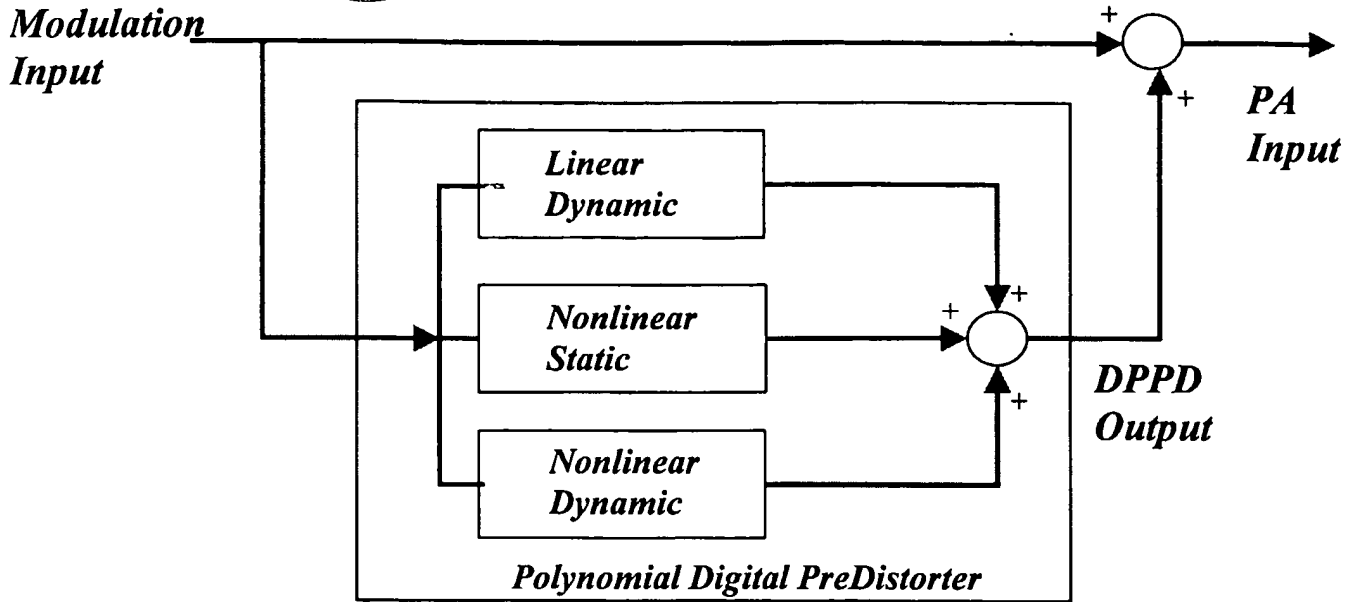 Modulation
Input
+
+
PA
Input
Linear
Dynamic
+
+
Nonlinear
Static
+
DPPD
Output
Nonlinear
Dynamic
Polynomial Digital PreDistorter